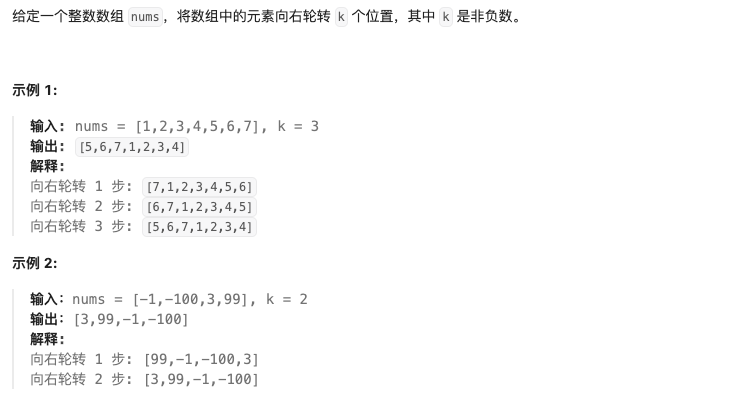 给定一个整数数组 nums，将数组中的元素向右轮转 k 个位置，其中 k 是非负数。
示例 1:
输入: nums = [1,2,3,4,5,6,7], k = 3
输出: [5,6,7,1,2,3,4]
解释:
向右轮转 1 步: [7,1,2,3,4,5,6]
向右轮转 2 步: [6,7,1,2,3,4,5]
向右轮转 3 步: [5,6,7,1,2,3,4]
示例 2:
输入：nums = [-1,-100,3,99], k = 2
输出：[3,99,-1,-100]
解释:
向右轮转 1 步: [99,-1,-100,3]
向右轮转 2 步: [3,99,-1,-100]